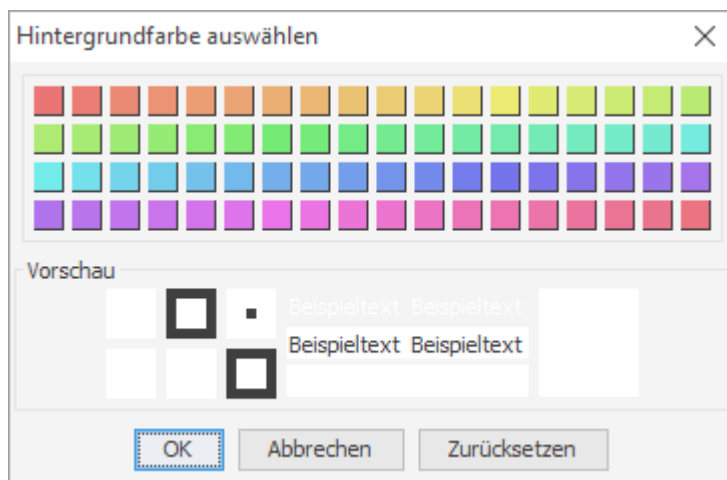 Hintergrundfarbe auswählen
Vorschau
Beispieltext Beispieltext
Beispieltext Beispieltext
OK Abbrechen Zurücksetzen